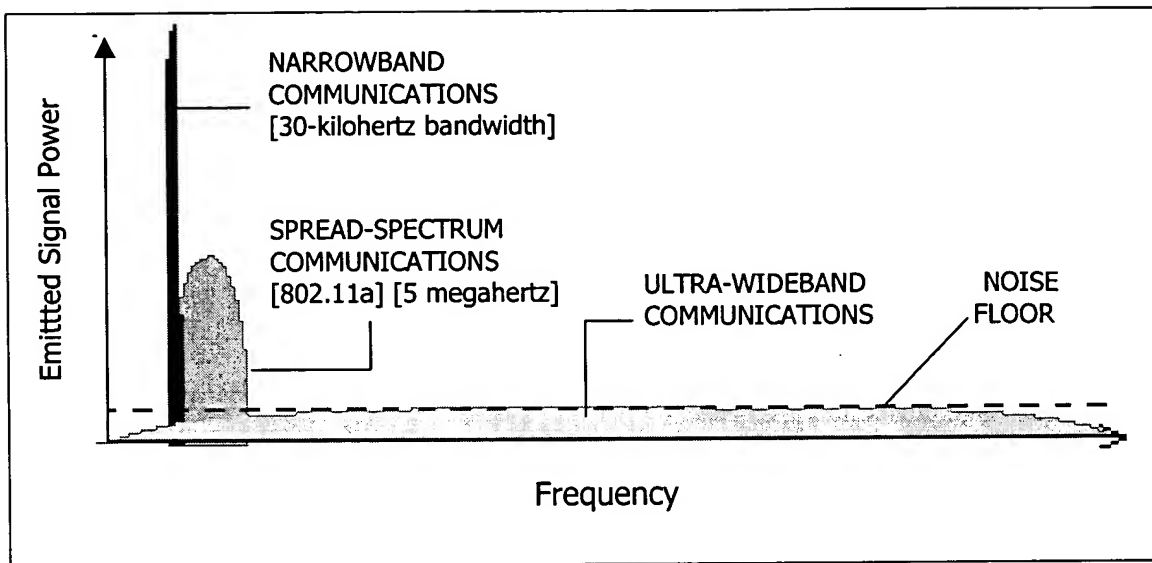 NARROWBAND
COMMUNICATIONS
[30-kilohertz bandwidth]
Emittted Signal Power
SPREAD-SPECTRUM
COMMUNICATIONS
[802.11a] [5 megahertz]
ULTRA-WIDEBAND
COMMUNICATIONS
NOISE
FLOOR
Frequency